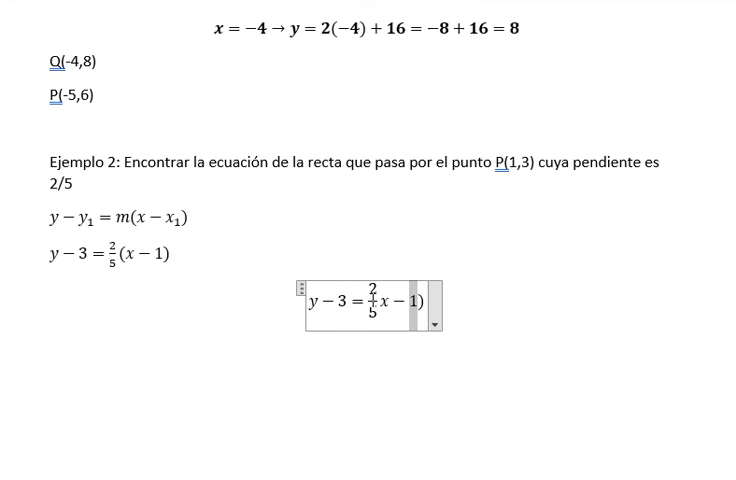 x = −4 → y = 2(−4) + 16 = −8 + 16 = 8
Q(-4,8)
P(-5,6)
Ejemplo 2: Encontrar la ecuación de la recta que pasa por el punto P(1,3) cuya pendiente es
2/5
y − y₁ = m(x − x₁)
y − 3 = 2/5 (x − 1)
y − 3 = 2/5 x − 1)